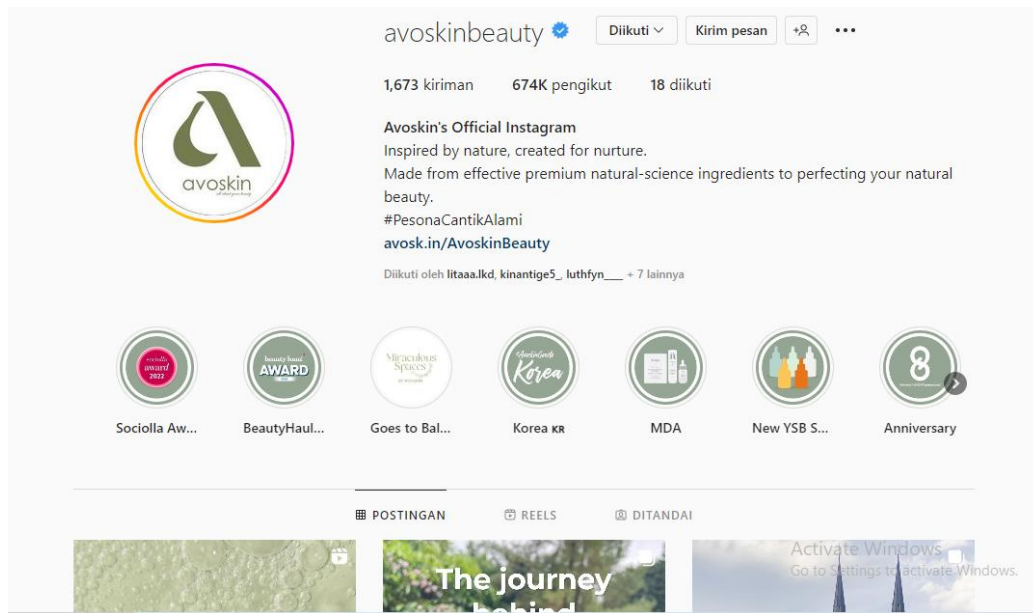 avoskinbeauty Diikuti Kirim pesan
1,673 kiriman 674K pengikut 18 diikuti
Avoskin's Official Instagram
Inspired by nature, created for nurture.
Made from effective premium natural-science ingredients to perfecting your natural
beauty.
#PesonaCantikAlami
avosk.in/AvoskinBeauty
Diikuti oleh litaaa.lkd, kinantige5_, luthfyn___ + 7 lainnya
avoskin
sociolla
award
2022
beauty haul
AWARD
Miraculous
Spaces
Korea
8
Sociolla Aw... BeautyHaul... Goes to Bal... Korea KR MDA New YSB S... Anniversary
POSTINGAN REELS DITANDAI
The journey
behind
Activate Windows
Go to Settings to activate Windows.